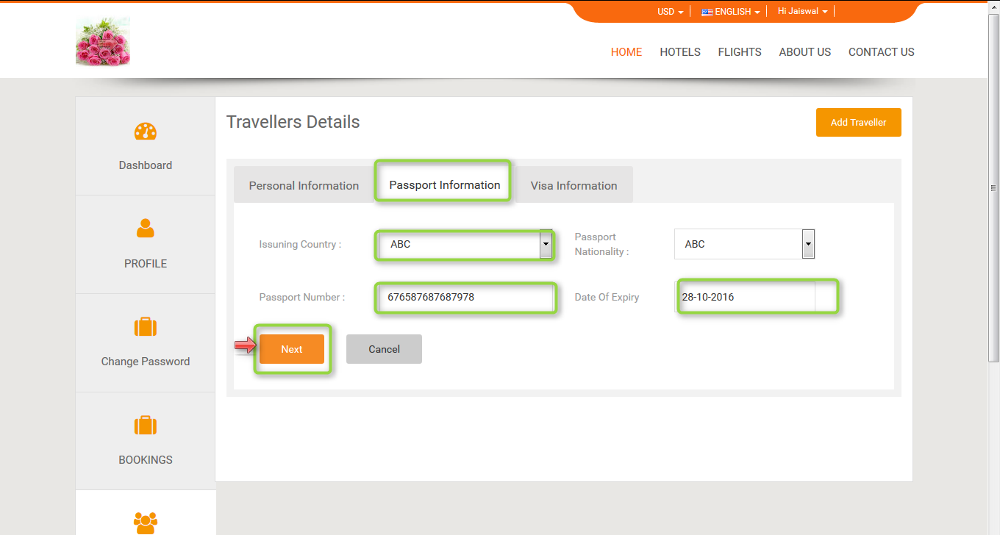 USD
ENGLISH
Hi Jaiswal
HOME HOTELS FLIGHTS ABOUT US CONTACT US
Dashboard
PROFILE
Change Password
BOOKINGS
Travellers Details
Add Traveller
Personal Information
Passport Information
Visa Information
Issuning Country :
ABC
Passport
Nationality :
ABC
Passport Number :
676587687687978
Date Of Expiry
28-10-2016
Next
Cancel